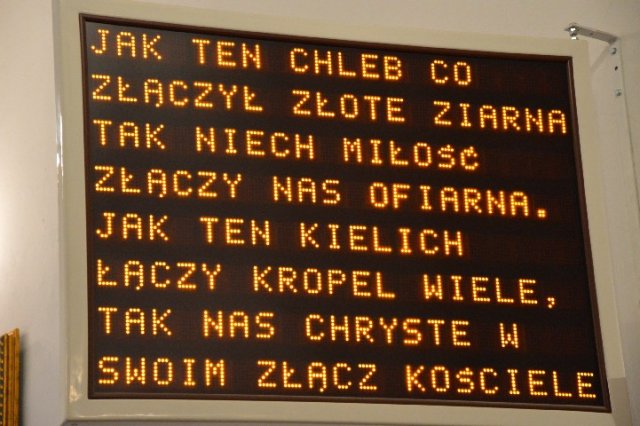 JAK TEN CHLEB CO
ZŁĄCZYŁ ZŁOTE ZIARNA
TAK NIECH MIŁOŚĆ
ZŁĄCZY NAS OFIARNA.
JAK TEN KIELICH
ŁĄCZY KROPEL WIELE,
TAK NAS CHRYSTE W
SWOIM ZŁĄCZ KOŚCIELE